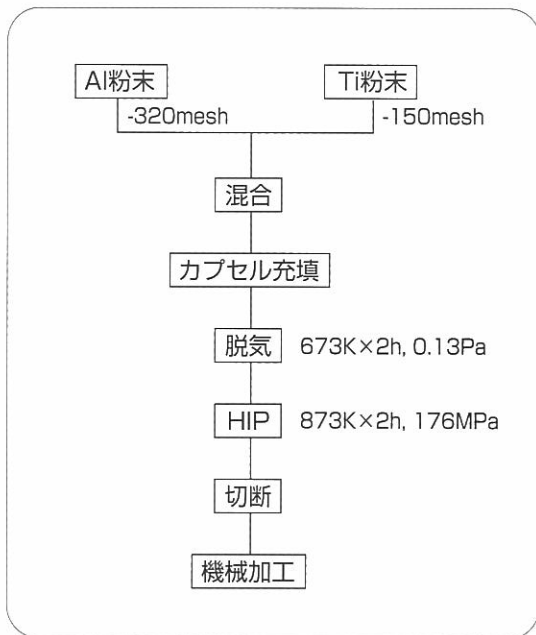 Al粉末
Ti粉末
-320mesh
-150mesh
混合
カプセル充填
脱気
673K×2h, 0.13Pa
HIP
873K×2h, 176MPa
切断
機械加工